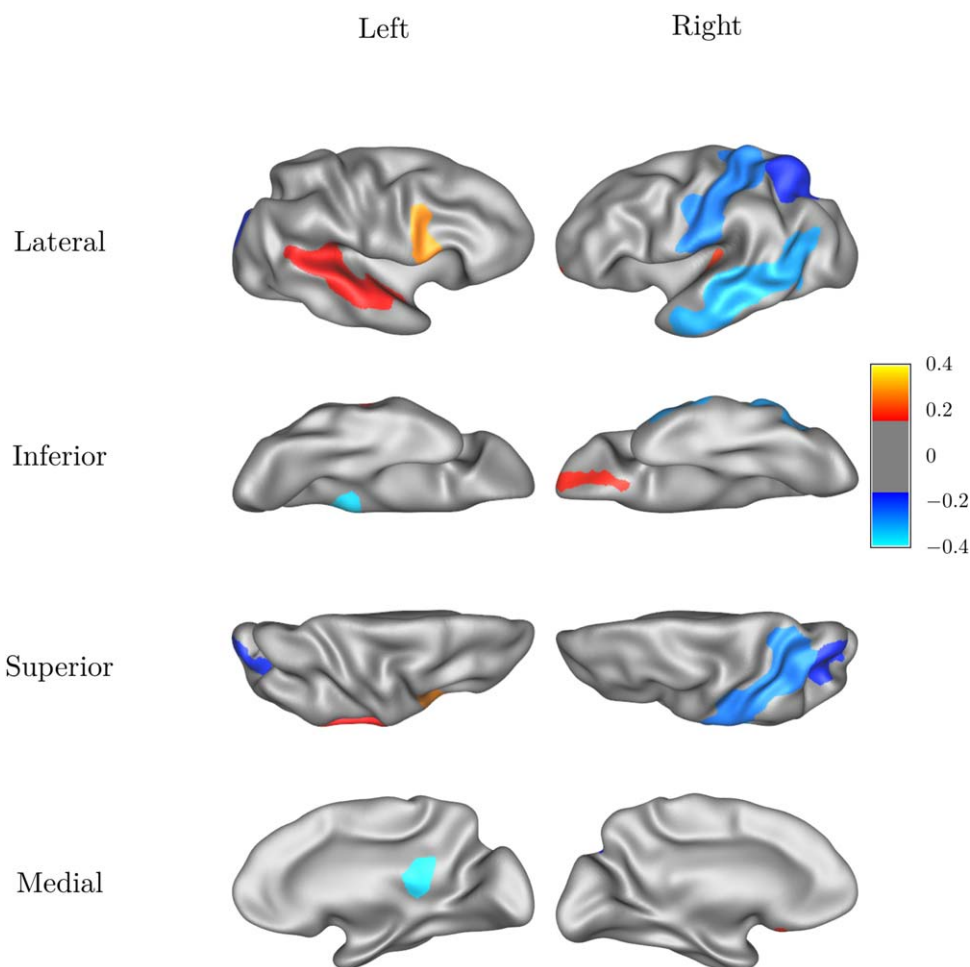 Left Right
Lateral
0.4
0.2
Inferior 0
−0.2
−0.4
Superior
Medial